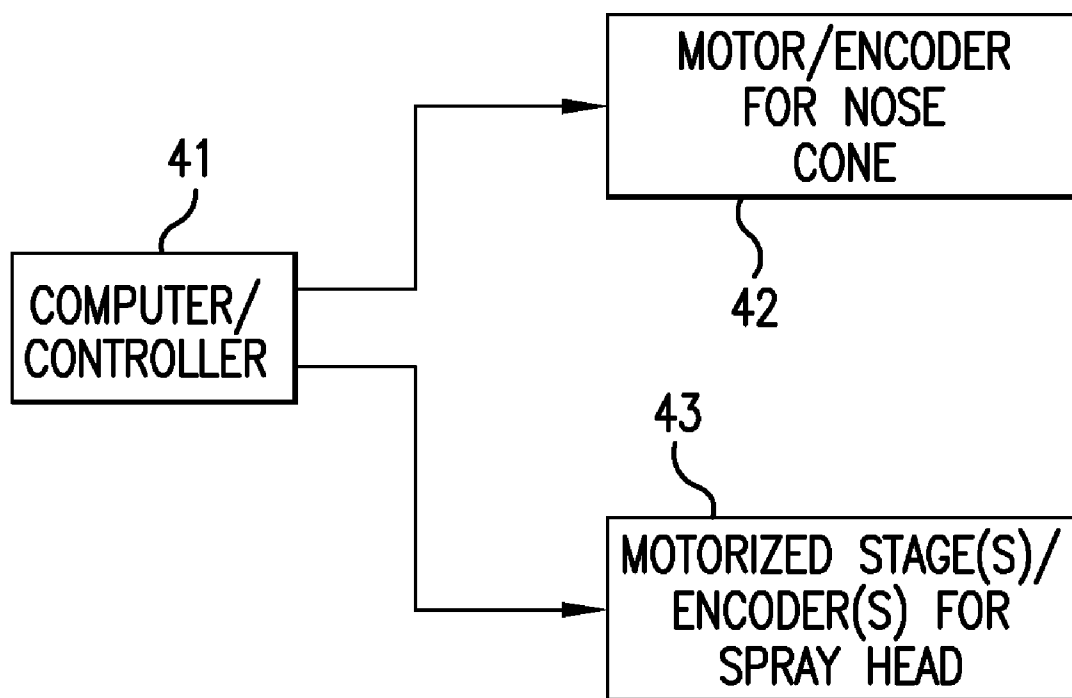 MOTOR/ENCODER
FOR NOSE
CONE
41
COMPUTER/
CONTROLLER
42
43
MOTORIZED STAGE(S)/
ENCODER(S) FOR
SPRAY HEAD